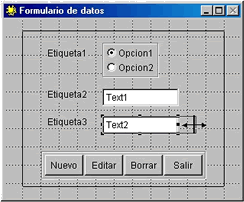 Formulario de datos
Etiqueta1 Opcion1
Opcion2
Etiqueta2 Text1
Etiqueta3 Text2
Nuevo Editar Borrar Salir